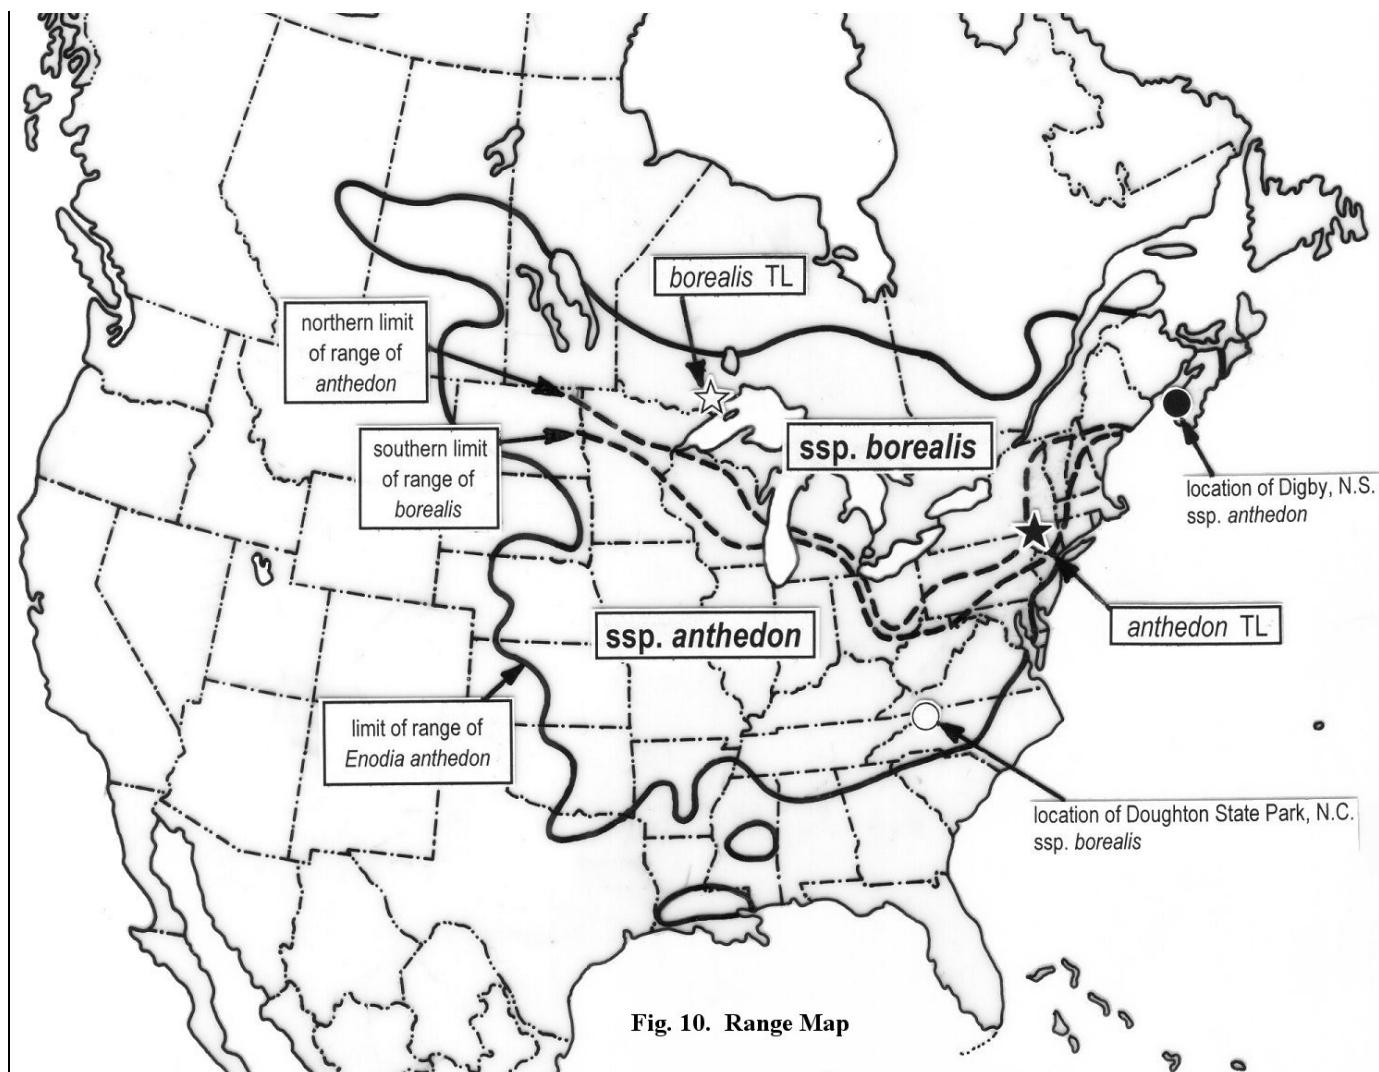 borealis TL
northern limit
of range of
anthedon
southern limit
of range of
borealis
ssp. borealis
location of Digby, N.S.
ssp. anthedon
ssp. anthedon
anthedon TL
limit of range of
Enodia anthedon
location of Doughton State Park, N.C.
ssp. borealis
Fig. 10. Range Map